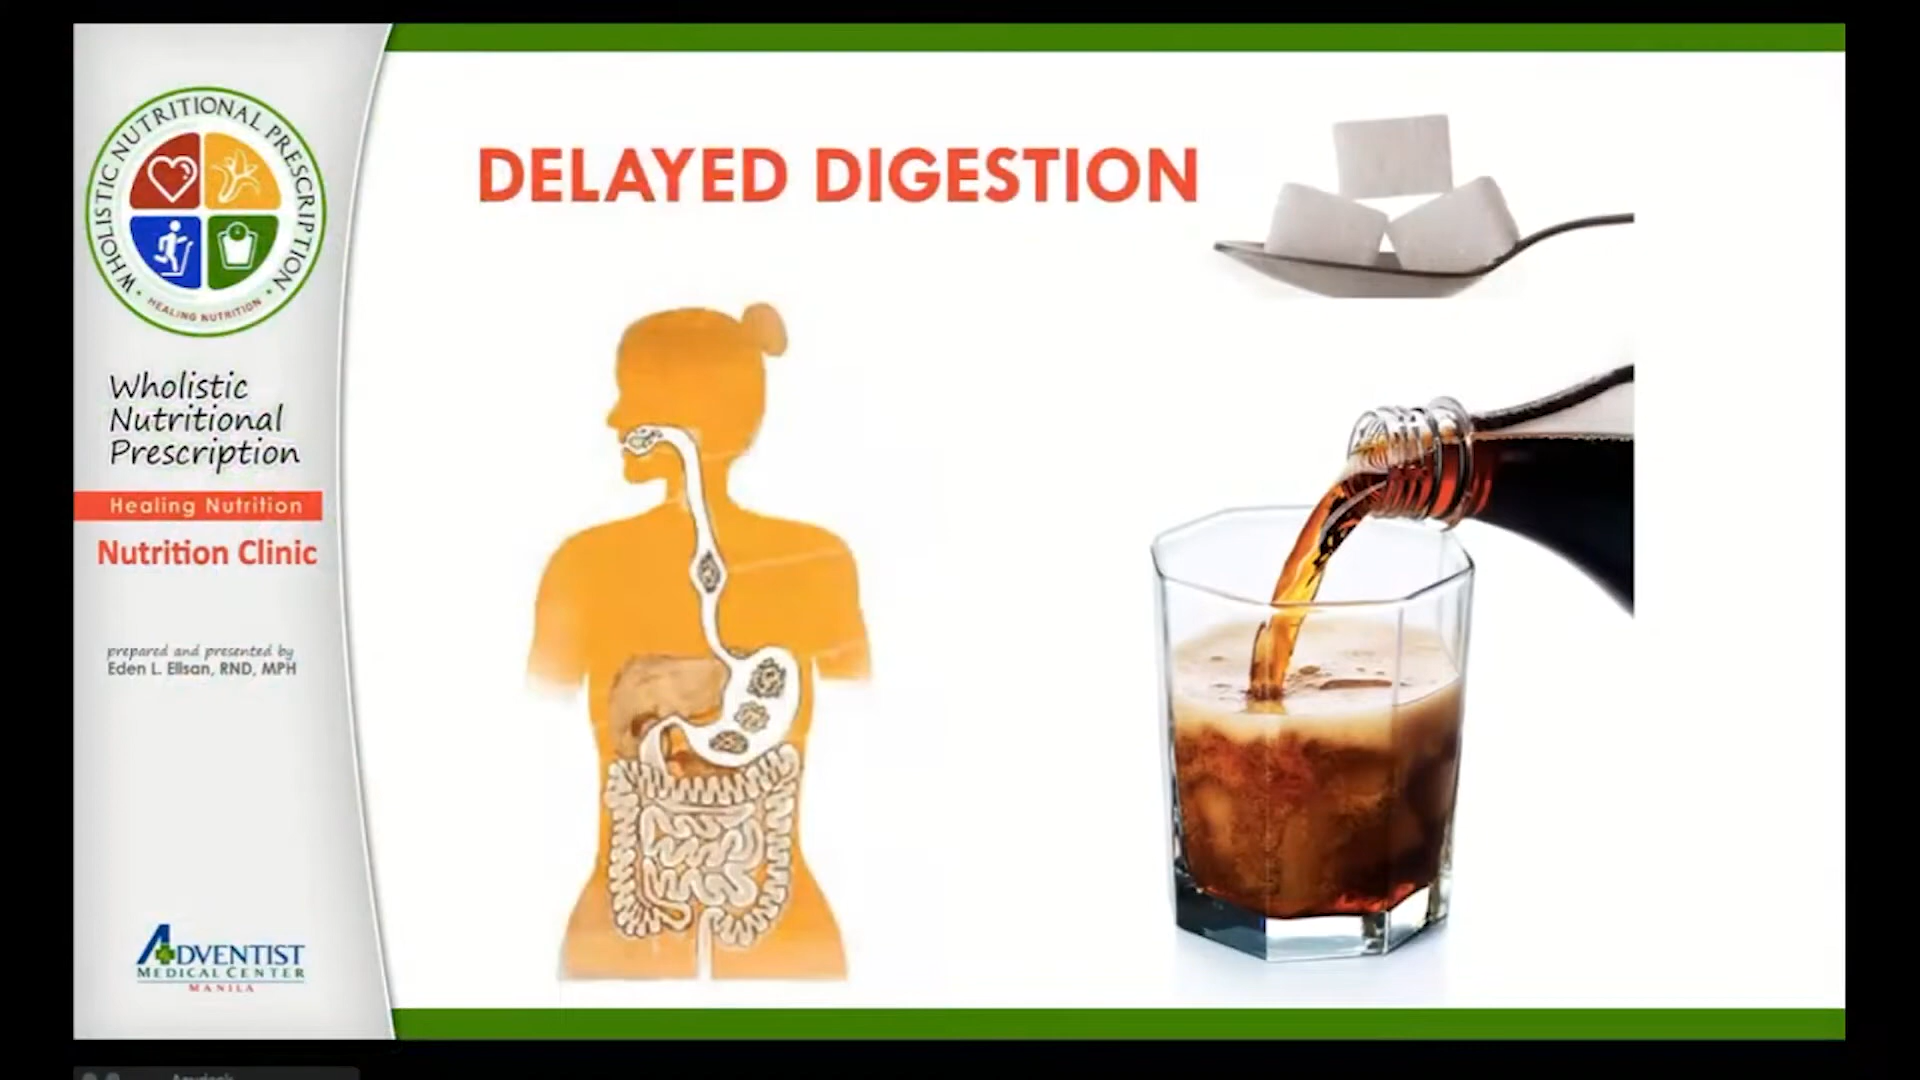 WHOLISTIC NUTRITIONAL PRESCRIPTION
HEALING NUTRITION
Wholistic
Nutritional
Prescription
Healing Nutrition
Nutrition Clinic
prepared and presented by
Eden L. Elisan, RND, MPH
ADVENTIST
MEDICAL CENTER
MANILA
DELAYED DIGESTION